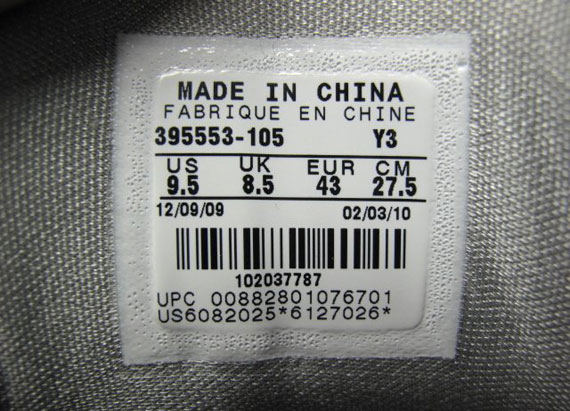 MADE IN CHINA
FABRIQUE EN CHINE
395553-105 Y3
US UK EUR CM
9.5 8.5 43 27.5
12/09/09 02/03/10
102037787
UPC 00882801076701
US6082025*6127026*